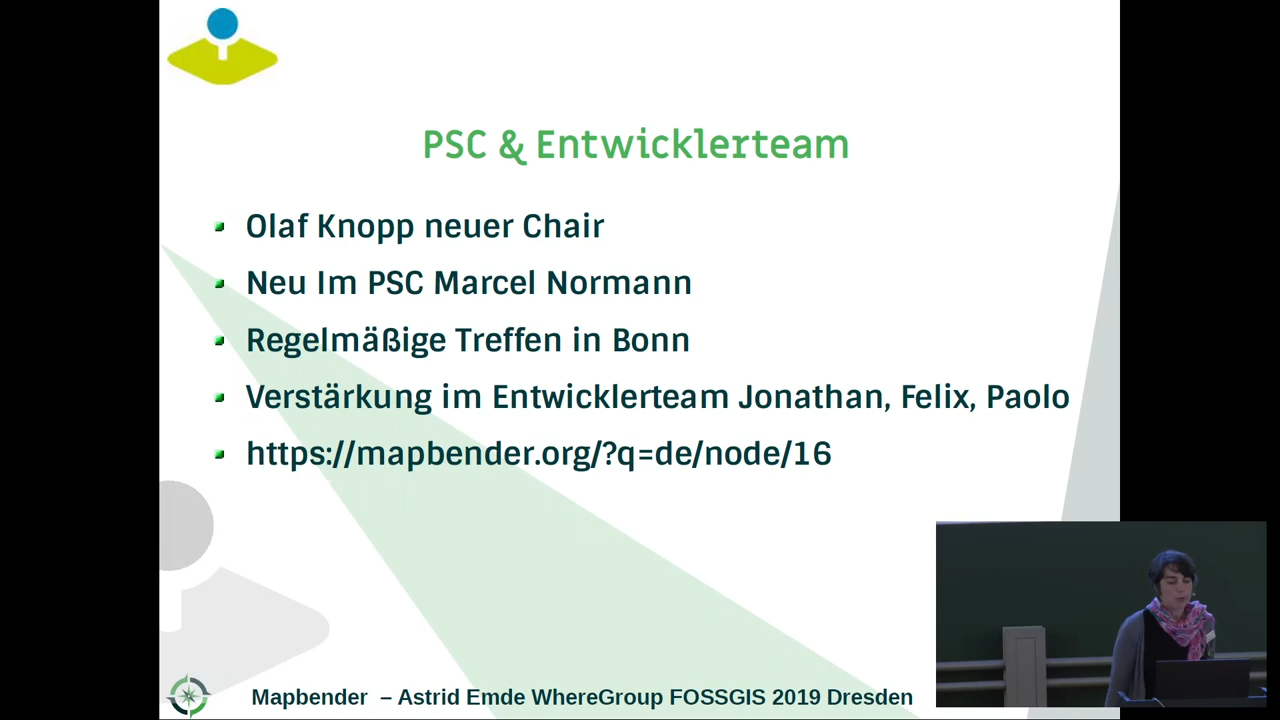 PSC & Entwicklerteam
Olaf Knopp neuer Chair
Neu Im PSC Marcel Normann
Regelmäßige Treffen in Bonn
Verstärkung im Entwicklerteam Jonathan, Felix, Paolo
https://mapbender.org/?q=de/node/16
Mapbender – Astrid Emde WhereGroup FOSSGIS 2019 Dresden